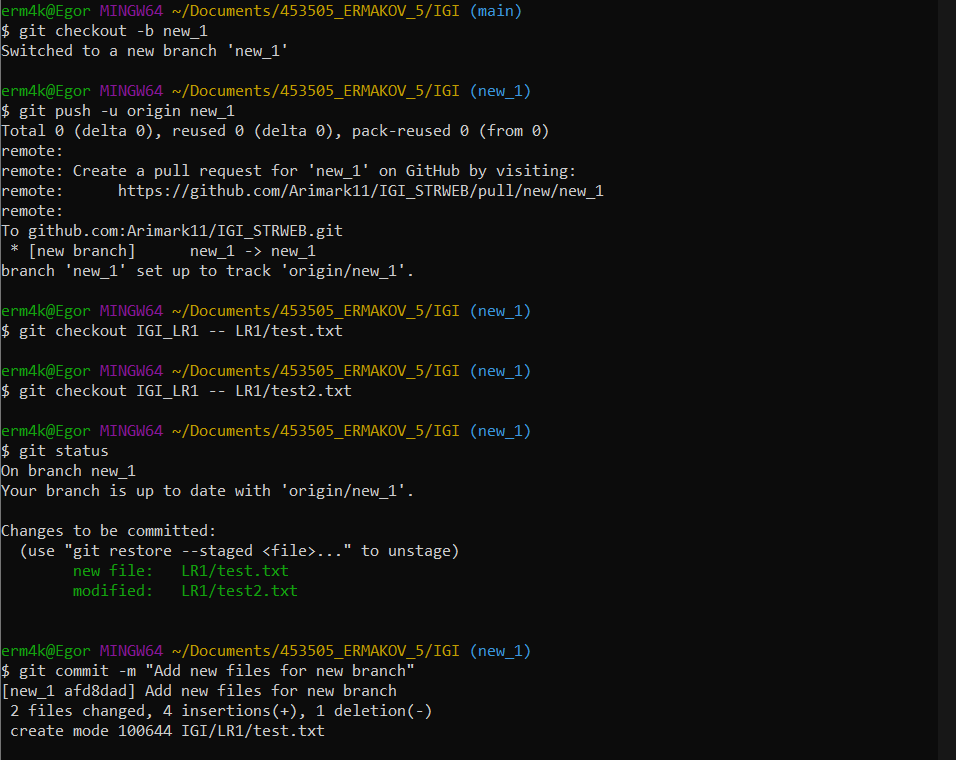 erm4k@Egor MINGW64 ~/Documents/453505_ERMAKOV_5/IGI (main)
$ git checkout -b new_1
Switched to a new branch 'new_1'
erm4k@Egor MINGW64 ~/Documents/453505_ERMAKOV_5/IGI (new_1)
$ git push -u origin new_1
Total 0 (delta 0), reused 0 (delta 0), pack-reused 0 (from 0)
remote:
remote: Create a pull request for 'new_1' on GitHub by visiting:
remote:      https://github.com/Arimark11/IGI_STRWEB/pull/new/new_1
remote:
To github.com:Arimark11/IGI_STRWEB.git
 * [new branch]      new_1 -> new_1
branch 'new_1' set up to track 'origin/new_1'.
erm4k@Egor MINGW64 ~/Documents/453505_ERMAKOV_5/IGI (new_1)
$ git checkout IGI_LR1 -- LR1/test.txt
erm4k@Egor MINGW64 ~/Documents/453505_ERMAKOV_5/IGI (new_1)
$ git checkout IGI_LR1 -- LR1/test2.txt
erm4k@Egor MINGW64 ~/Documents/453505_ERMAKOV_5/IGI (new_1)
$ git status
On branch new_1
Your branch is up to date with 'origin/new_1'.
Changes to be committed:
  (use "git restore --staged <file>..." to unstage)
        new file:   LR1/test.txt
        modified:   LR1/test2.txt
erm4k@Egor MINGW64 ~/Documents/453505_ERMAKOV_5/IGI (new_1)
$ git commit -m "Add new files for new branch"
[new_1 afd8dad] Add new files for new branch
 2 files changed, 4 insertions(+), 1 deletion(-)
 create mode 100644 IGI/LR1/test.txt